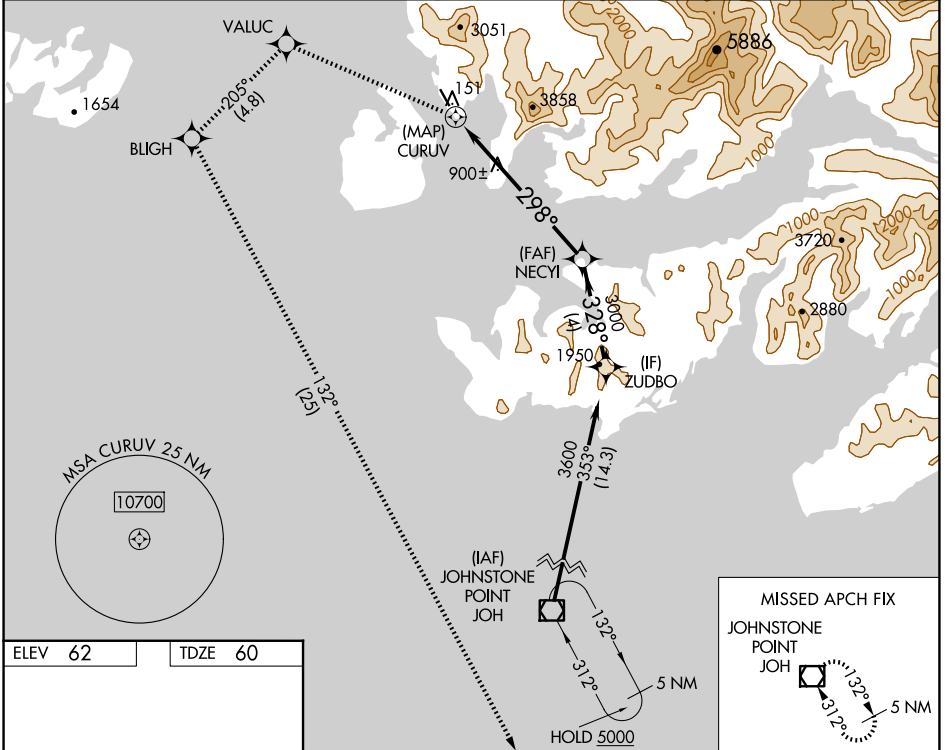 VALUC
3051
5886
1654
205°
(4.8)
151
3858
(MAP)
CURUV
BLIGH
900±
1000
298°
(FAF)
NECYI
1000
2000
3720
1000
2000
328°
3000
(4)
2880
1950
(IF)
ZUDBO
132°
(25)
3600
353°
(14.3)
MSA CURUV 25 NM
10700
(IAF)
JOHNSTONE
POINT
JOH
132°
312°
5 NM
HOLD 5000
MISSED APCH FIX
JOHNSTONE
POINT
JOH
132°
312°
5 NM
ELEV 62
TDZE 60